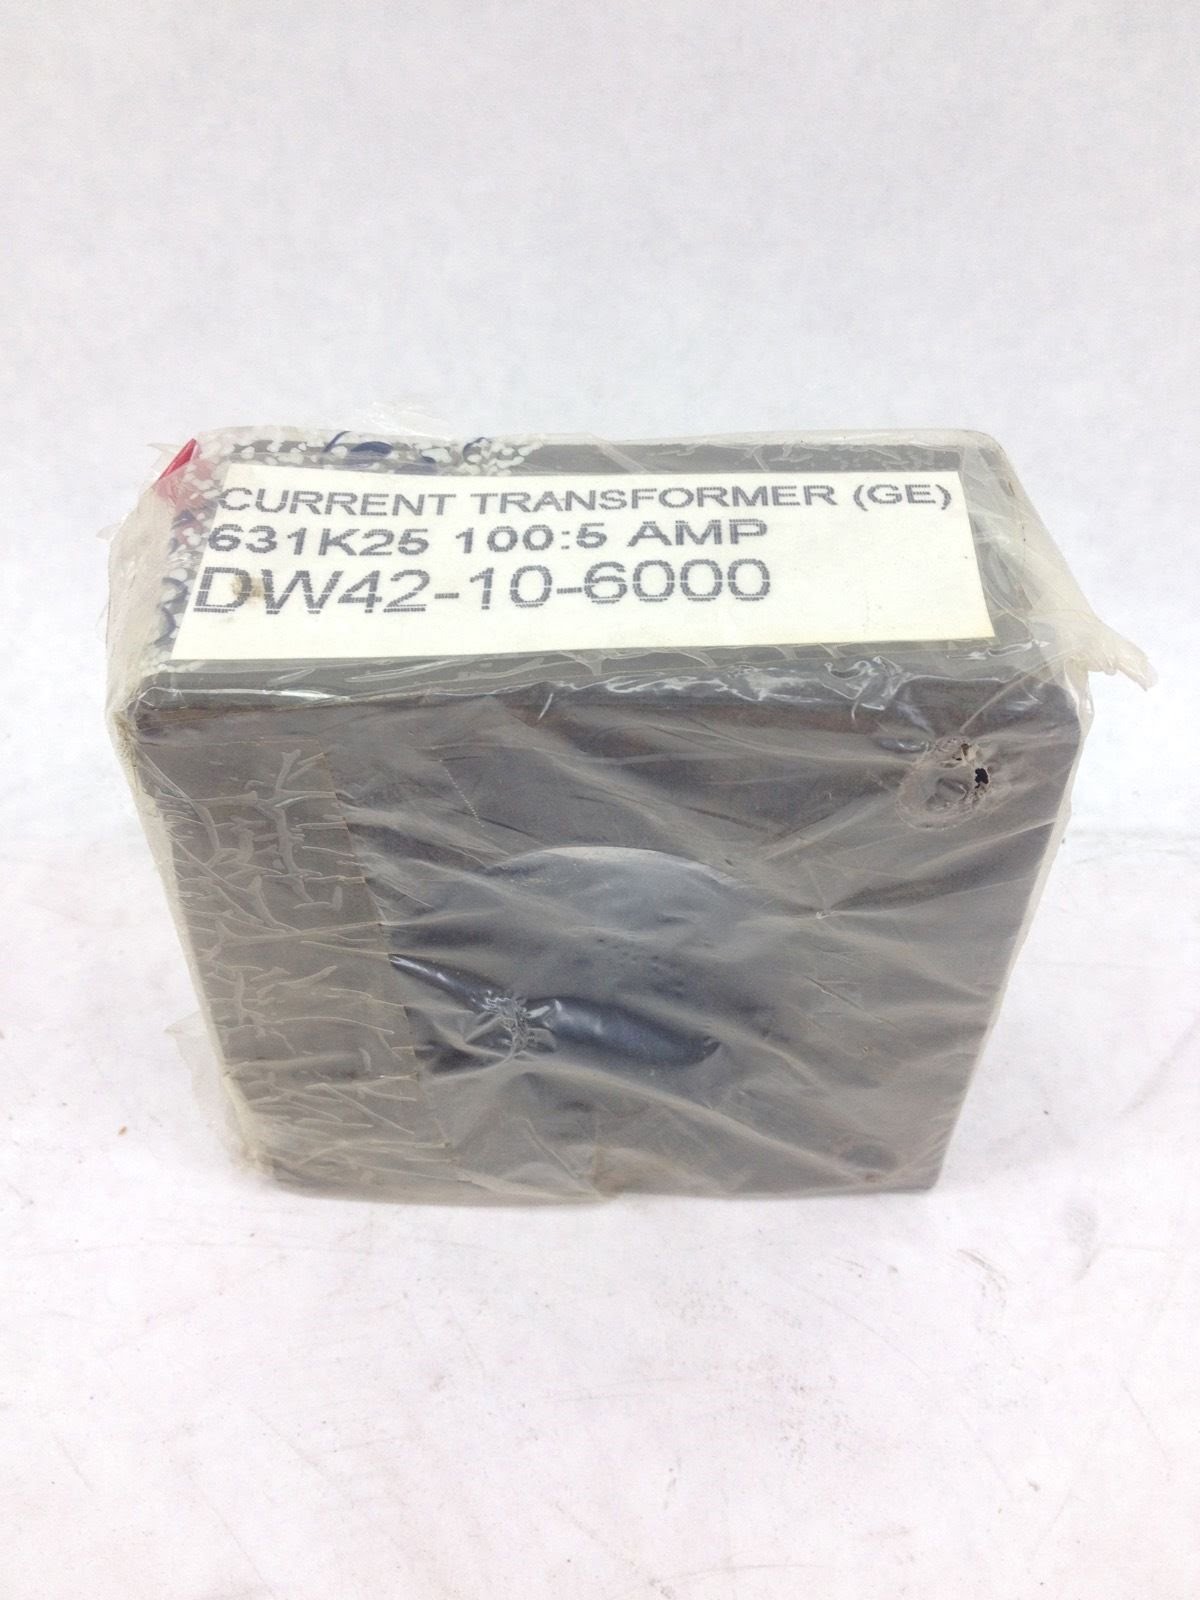 CURRENT TRANSFORMER (GE)
631K25 100:5 AMP
DW42-10-6000